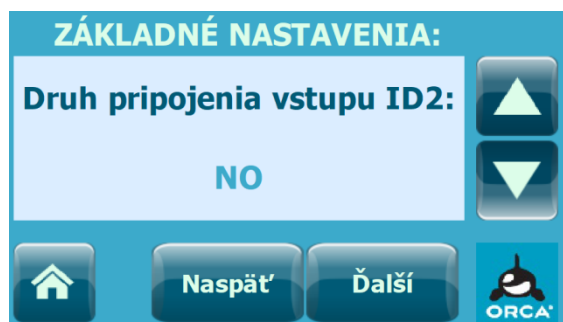 ZÁKLADNÉ NASTAVENIA:
Druh pripojenia vstupu ID2:
NO
Naspäť
Ďalší
ORCA